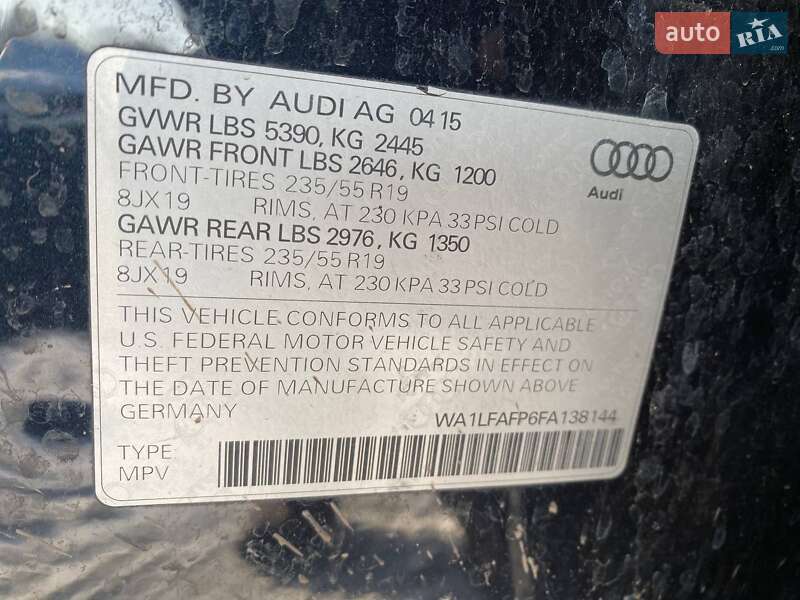 auto RIA
MFD. BY AUDI AG 04 15
GVWR LBS 5390, KG 2445
GAWR FRONT LBS 2646, KG 1200
FRONT-TIRES 235/55 R19
8JX19 RIMS, AT 230 KPA 33 PSI COLD
GAWR REAR LBS 2976, KG 1350
REAR-TIRES 235/55 R19
8JX19 RIMS, AT 230 KPA 33 PSI COLD
Audi
THIS VEHICLE CONFORMS TO ALL APPLICABLE
U.S. FEDERAL MOTOR VEHICLE SAFETY AND
THEFT PREVENTION STANDARDS IN EFFECT ON
THE DATE OF MANUFACTURE SHOWN ABOVE
GERMANY WA1LFAFP6FA138144
TYPE
MPV